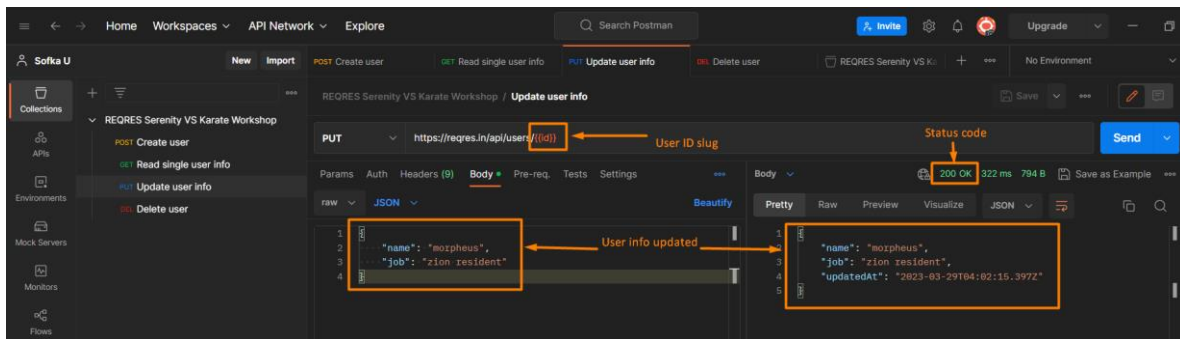 Home Workspaces API Network Explore Search Postman Invite Upgrade
Sofka U New Import POST Create user GET Read single user info PUT Update user info DEL Delete user REQRES Serenity VS Ka + No Environment
Collections
APIs
Environments
Mock Servers
Monitors
Flows
REQRES Serenity VS Karate Workshop
POST Create user
GET Read single user info
PUT Update user info
DEL Delete user
REQRES Serenity VS Karate Workshop / Update user info Save
PUT https://reqres.in/api/users/{{id}} User ID slug Status code Send
Params Auth Headers (9) Body Pre-req. Tests Settings
raw JSON Beautify
1 {
2 "name": "morpheus",
3 "job": "zion resident"
4 }
User info updated
Body 200 OK 322 ms 794 B Save as Example
Pretty Raw Preview Visualize JSON
1 {
2 "name": "morpheus",
3 "job": "zion resident",
4 "updatedAt": "2023-03-29T04:02:15.397Z"
5 }